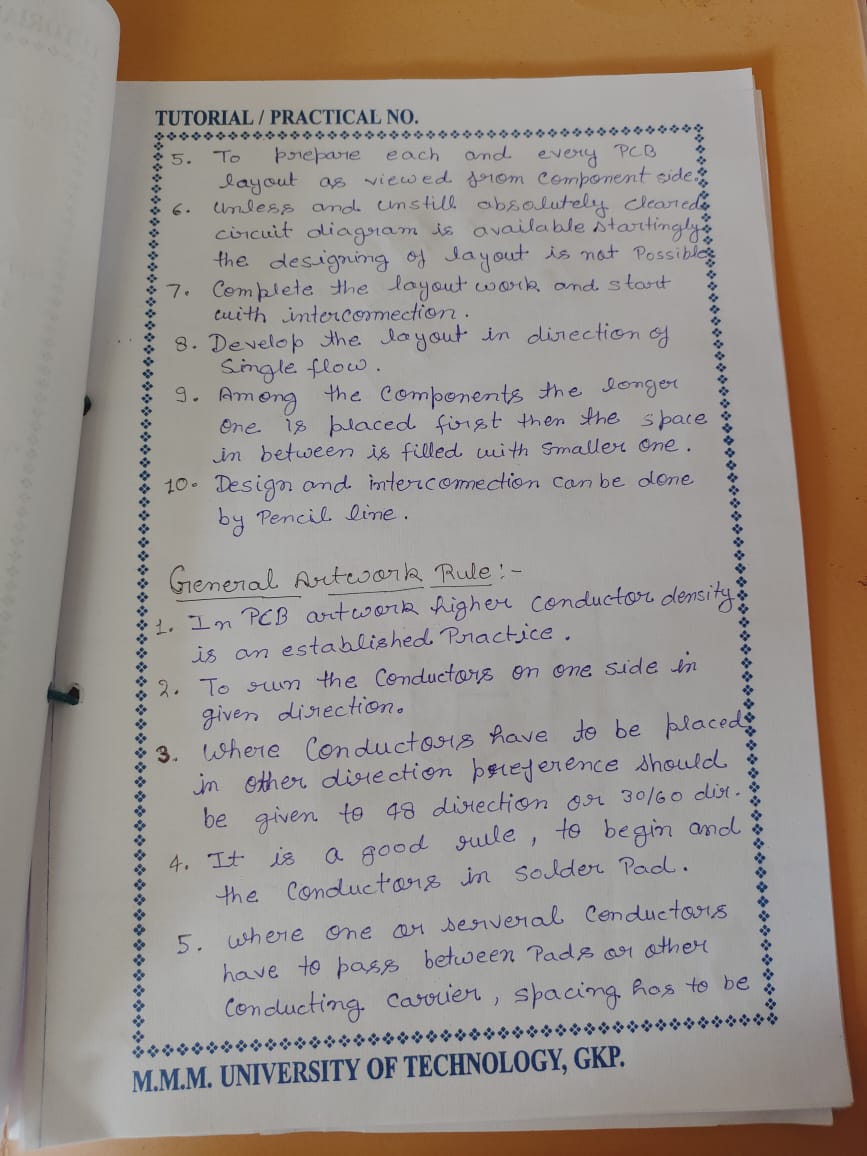 TUTORIAL / PRACTICAL NO.
5. To prepare each and every PCB
layout as viewed from Component side.
6. Unless and unstill absolutely cleared
circuit diagram is available startingly
the designing of layout is not Possible
7. Complete the layout work and start
with interconnection.
8. Develop the layout in direction of
Single flow.
9. Among the Components the longer
One is placed first then the space
in between is filled with smaller one.
10. Design and interconnection can be done
by Pencil line.
General Artwork Rule :-
1. In PCB artwork higher conductor density
is an established Practice.
2. To run the Conductors on one side in
given direction.
3. Where Conductors have to be placed
in other direction preference should
be given to 48 direction or 30/60 dir.
4. It is a good rule, to begin and
the Conductors in Solder Pad.
5. where one or serveral Conductors
have to pass between Pads or other
Conducting Carrier, spacing has to be
M.M.M. UNIVERSITY OF TECHNOLOGY, GKP.